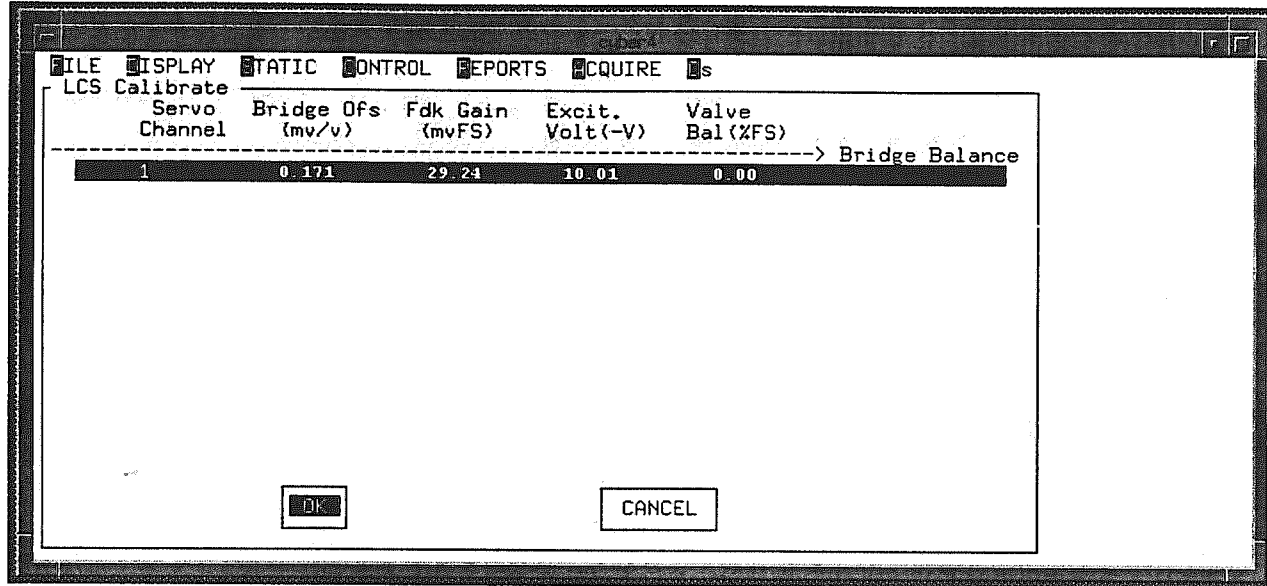 cyber4
FILE DISPLAY STATIC CONTROL REPORTS ACQUIRE Ds
LCS Calibrate
Servo Bridge Ofs Fdk Gain Excit. Valve
Channel (mv/v) (mvFS) Volt(-V) Bal(%FS)
---------------------------------------------------------------> Bridge Balance
1 0.171 29.24 10.01 0.00
OK CANCEL